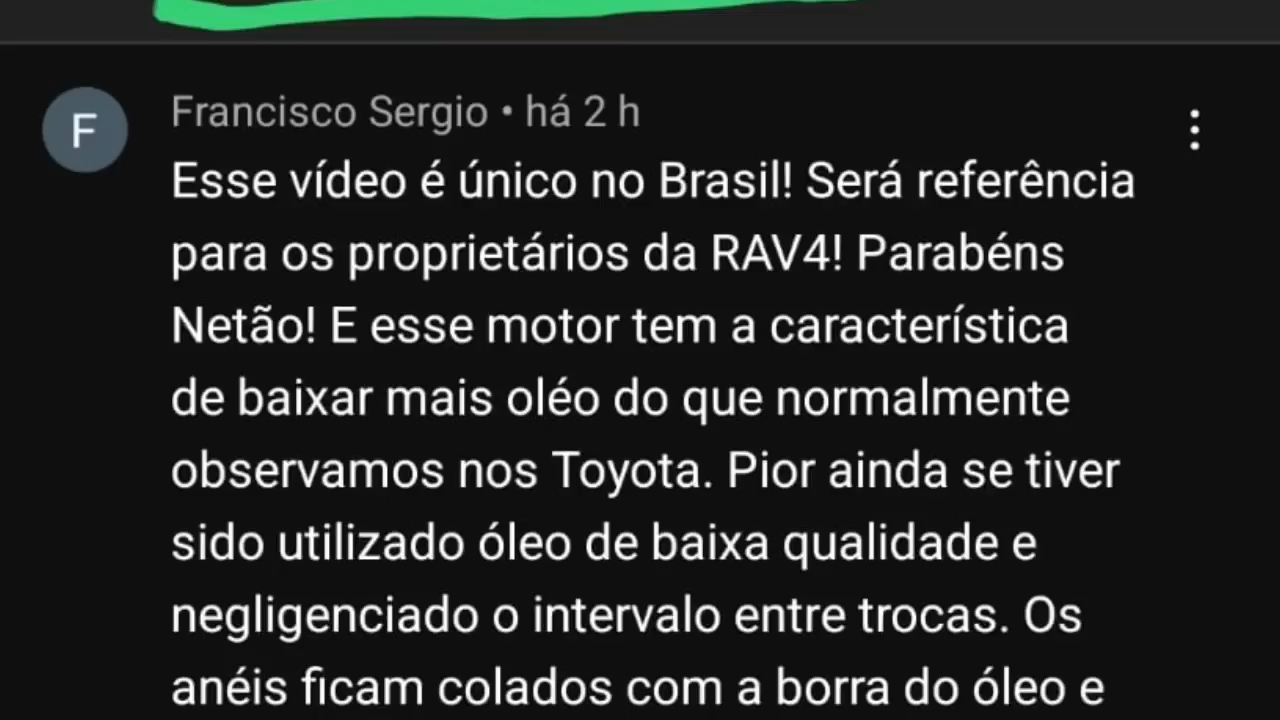 F
Francisco Sergio • há 2 h
Esse vídeo é único no Brasil! Será referência
para os proprietários da RAV4! Parabéns
Netão! E esse motor tem a característica
de baixar mais oléo do que normalmente
observamos nos Toyota. Pior ainda se tiver
sido utilizado óleo de baixa qualidade e
negligenciado o intervalo entre trocas. Os
anéis ficam colados com a borra do óleo e